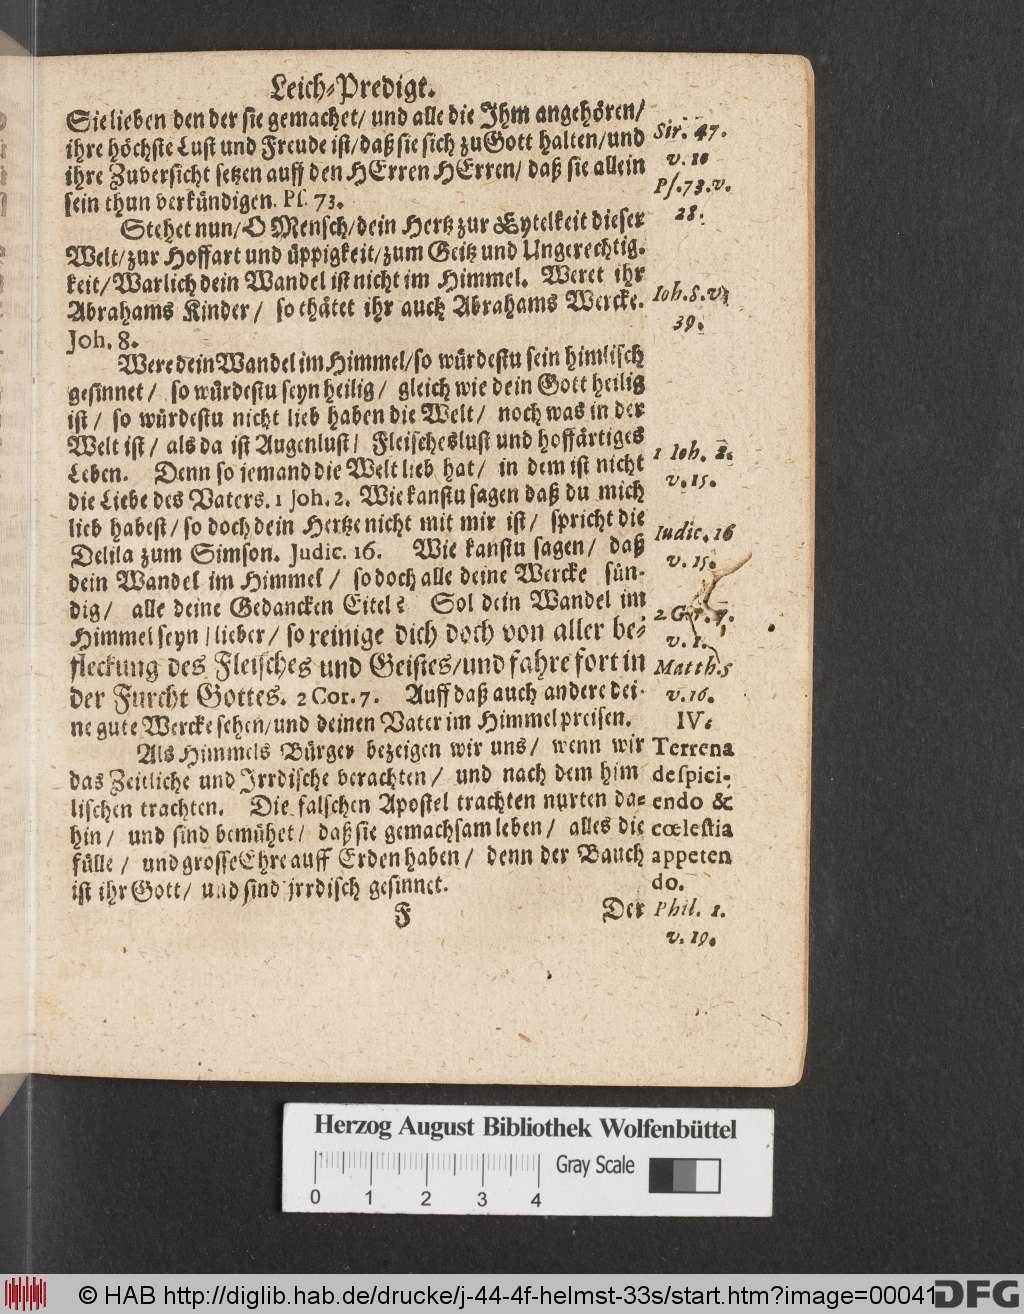 Leich-Predigt.
Sie lieben den der sie gemachet/ und alle die Ihm angehören/
ihre höchste Lust und Freude ist/ daß sie sich zu Gott halten/ und
ihre Zuversicht setzen auff den HErren HErren/ daß sie allein
sein thun verkündigen. Ps. 73.
Stehet nun/ O Mensch/ dein Hertz zur Eytelkeit dieser
Welt/ zur Hoffart und üppigkeit/ zum Geitz und Ungerechtig-
keit/ Warlich dein Wandel ist nicht im Himmel. Weret ihr
Abrahams Kinder/ so thätet ihr auch Abrahams Wercke.
Joh. 8.
Were dein Wandel im Himmel/ so würdestu sein himlisch
gesinnet/ so würdestu seyn heilig/ gleich wie dein Gott heilig
ist/ so würdestu nicht lieb haben die Welt/ noch was in der
Welt ist/ als da ist Augenlust/ Fleischeslust und hoffärtiges
Leben. Denn so jemand die Welt lieb hat/ in dem ist nicht
die Liebe des Vaters. 1 Joh. 2. Wie kanstu sagen daß du mich
lieb habest/ so doch dein Hertze nicht mit mir ist/ spricht die
Delila zum Simson. Judic. 16. Wie kanstu sagen/ daß
dein Wandel im Himmel/ so doch alle deine Wercke sün-
dig/ alle deine Gedancken Eitel? Sol dein Wandel im
Himmel seyn/ lieber/ so reinige dich doch von aller be-
fleckung des Fleisches und Geistes/ und fahre fort in
der Furcht Gottes. 2 Cor. 7. Auff daß auch andere dei-
ne gute Wercke sehen/ und deinen Vater im Himmel preisen.
Als Himmels Bürger bezeigen wir uns/ wenn wir
das Zeitliche und Irrdische verachten/ und nach dem him
lischen trachten. Die falschen Apostel trachten nurten da-
hin/ und sind bemühet/ daß sie gemachsam leben/ alles die
fülle/ und grosse Ehre auff Erden haben/ denn der Bauch
ist ihr Gott/ und sind jrrdisch gesinnet.
F Der
Sir. 47.
v. 10
Ps. 73. v.
28.
Ioh. 8. v.
39.
1 Ioh. 2.
v. 15.
Iudic. 16
v. 15.
2 Cor. 7.
v. 1.
Matth. 5
v. 16.
IV.
Terrena
despici-
endo &
cœlestia
appeten
do.
Phil. 1.
v. 19.
Herzog August Bibliothek Wolfenbüttel
Gray Scale
0 1 2 3 4
© HAB http://diglib.hab.de/drucke/j-44-4f-helmst-33s/start.htm?image=00041
DFG